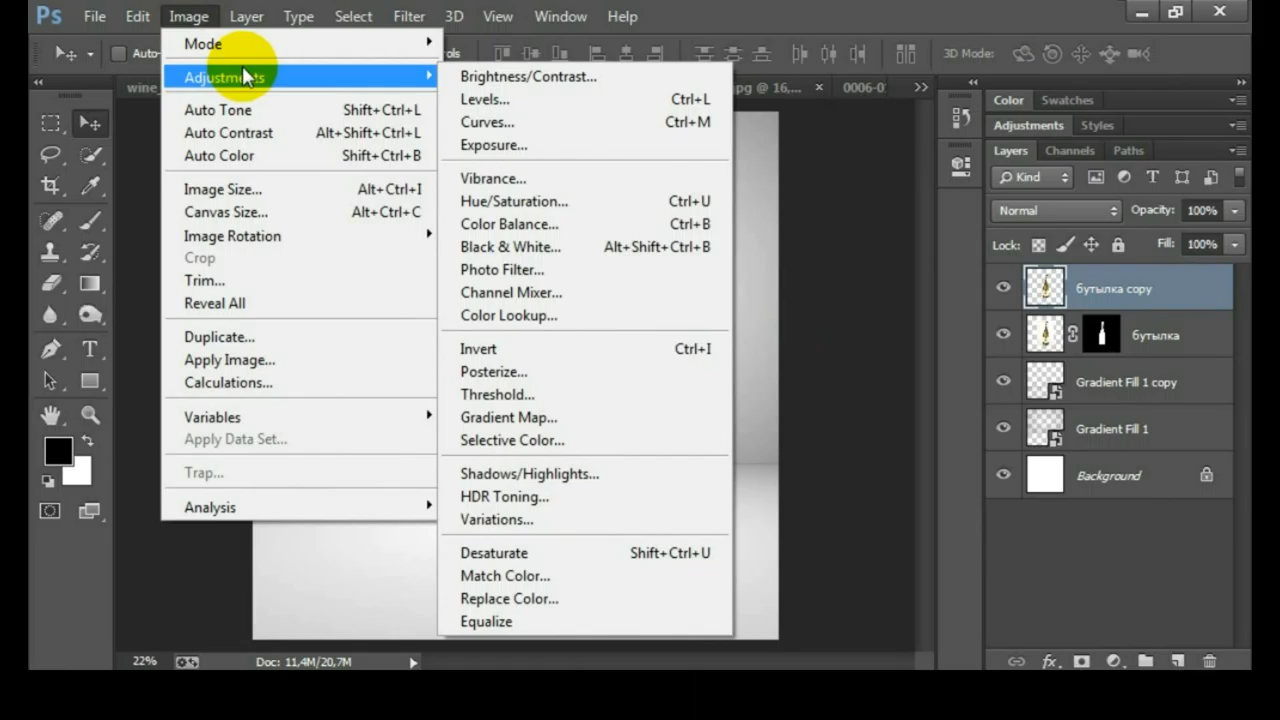 Ps File Edit Image Layer Type Select Filter 3D View Window Help
Auto- 3D Mode:
Mode
Adjustments
Auto Tone Shift+Ctrl+L
Auto Contrast Alt+Shift+Ctrl+L
Auto Color Shift+Ctrl+B
Image Size... Alt+Ctrl+I
Canvas Size... Alt+Ctrl+C
Image Rotation
Crop
Trim...
Reveal All
Duplicate...
Apply Image...
Calculations...
Variables
Apply Data Set...
Trap...
Analysis
Brightness/Contrast...
Levels... Ctrl+L
Curves... Ctrl+M
Exposure...
Vibrance...
Hue/Saturation... Ctrl+U
Color Balance... Ctrl+B
Black & White... Alt+Shift+Ctrl+B
Photo Filter...
Channel Mixer...
Color Lookup...
Invert Ctrl+I
Posterize...
Threshold...
Gradient Map...
Selective Color...
Shadows/Highlights...
HDR Toning...
Variations...
Desaturate Shift+Ctrl+U
Match Color...
Replace Color...
Equalize
Color Swatches
Adjustments Styles
Layers Channels Paths
Kind
Normal Opacity: 100%
Lock: Fill: 100%
бутылка copy
бутылка
Gradient Fill 1 copy
Gradient Fill 1
Background
22% Doc: 11,4M/20,7M